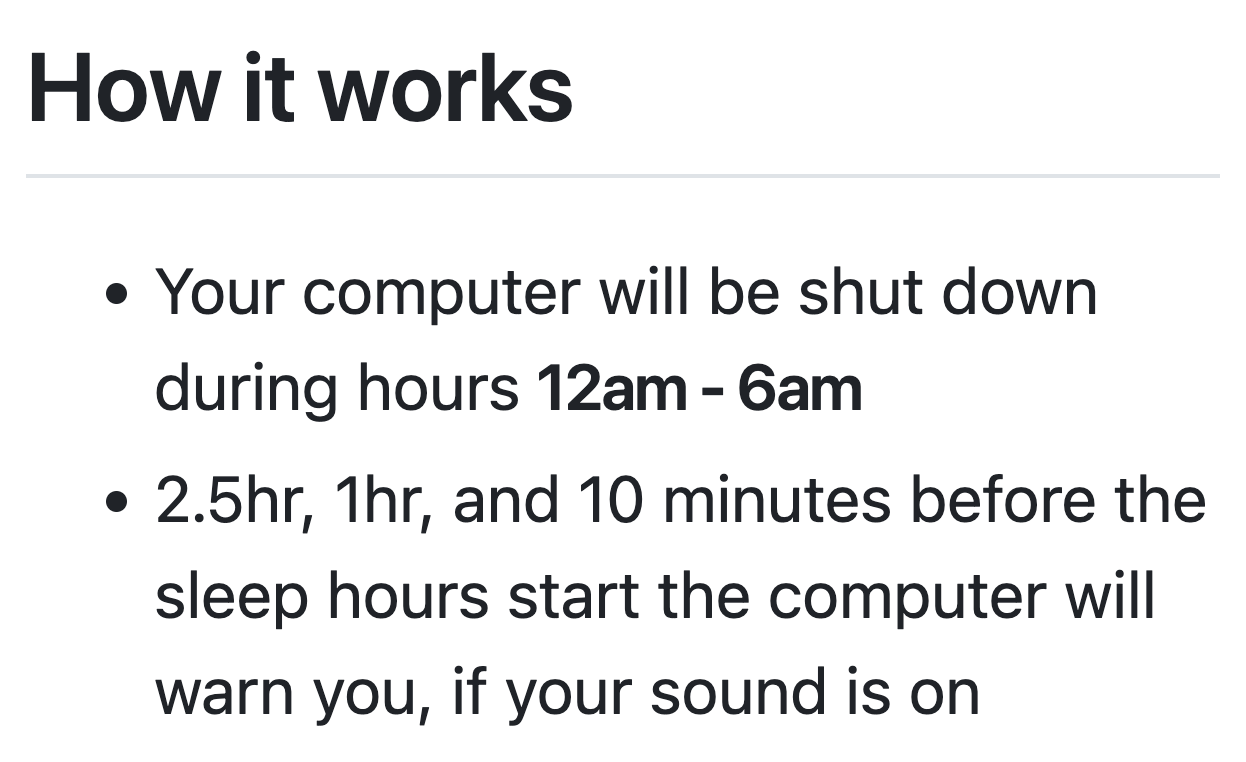 How it works
• Your computer will be shut down
during hours 12am - 6am
• 2.5hr, 1hr, and 10 minutes before the
sleep hours start the computer will
warn you, if your sound is on